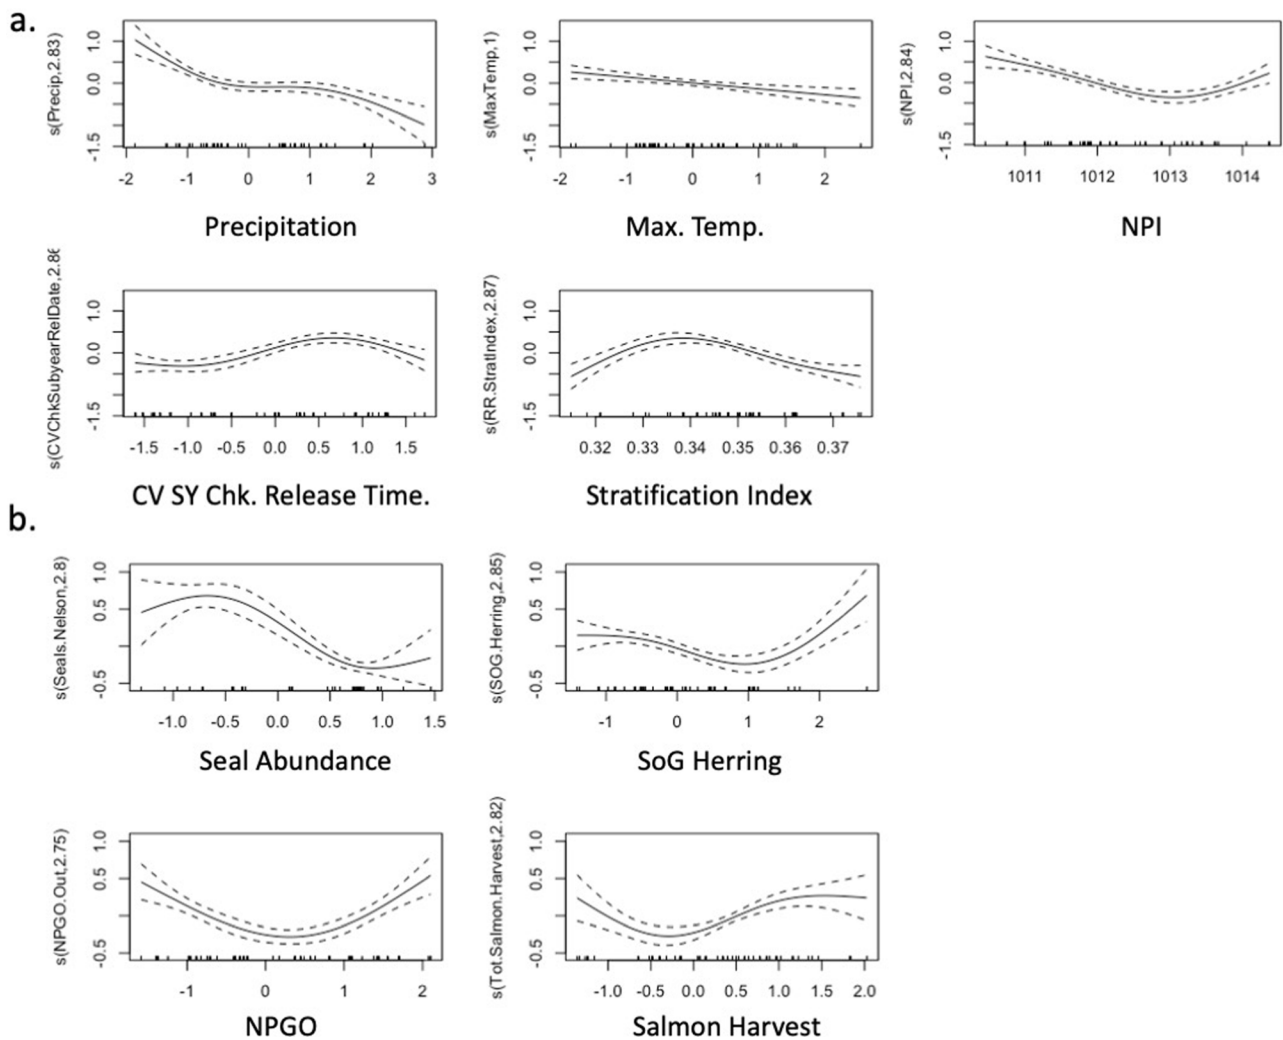 a.
s(Precip,2.83)
1.0
0.0
-1.5
-2 -1 0 1 2 3
Precipitation
s(MaxTemp,1)
1.0
0.0
-1.5
-2 -1 0 1 2
Max. Temp.
s(NPI,2.84)
1.0
0.0
-1.5
1011 1012 1013 1014
NPI
s(CVChkSubyearRelDate,2.86
1.0
0.0
-1.5
-1.5 -1.0 -0.5 0.0 0.5 1.0 1.5
CV SY Chk. Release Time.
s(RR.StratIndex,2.87)
1.0
0.0
-1.5
0.32 0.33 0.34 0.35 0.36 0.37
Stratification Index
b.
s(Seals.Nelson,2.8)
1.0
0.5
-0.5
-1.0 -0.5 0.0 0.5 1.0 1.5
Seal Abundance
s(SOG.Herring,2.85)
1.0
0.5
-0.5
-1 0 1 2
SoG Herring
s(NPGO.Out,2.75)
1.0
0.5
-0.5
-1 0 1 2
NPGO
s(Tot.Salmon.Harvest,2.82)
1.0
0.5
-0.5
-1.0 -0.5 0.0 0.5 1.0 1.5 2.0
Salmon Harvest